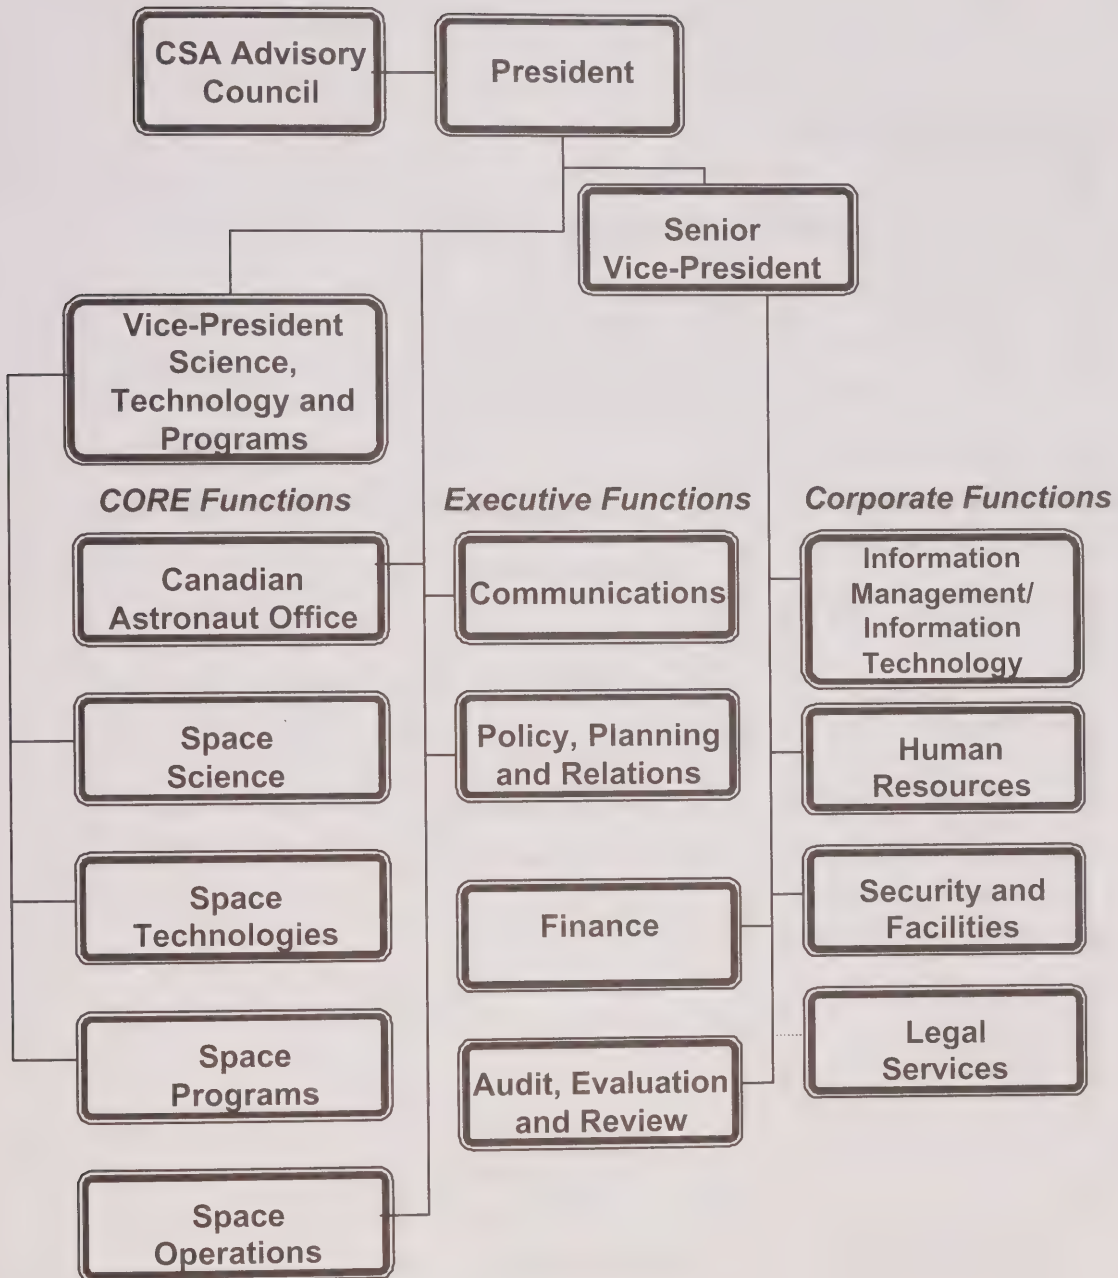 CSA Advisory
Council
President
Senior
Vice-President
Vice-President
Science,
Technology and
Programs
CORE Functions
Executive Functions
Corporate Functions
Canadian
Astronaut Office
Communications
Information
Management/
Information
Technology
Space
Science
Policy, Planning
and Relations
Human
Resources
Space
Technologies
Finance
Security and
Facilities
Space
Programs
Audit, Evaluation
and Review
Legal
Services
Space
Operations